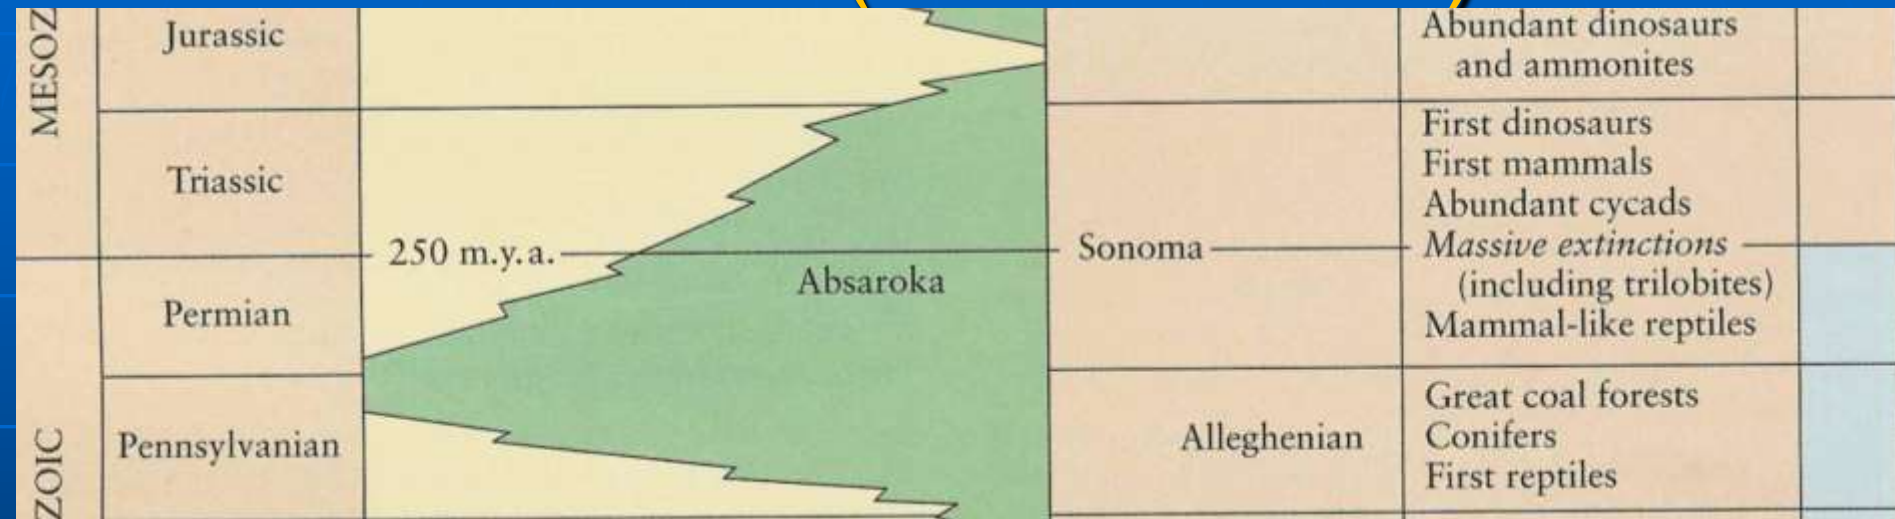 MESOZ
Jurassic
Abundant dinosaurs
and ammonites
Triassic
First dinosaurs
First mammals
Abundant cycads
250 m.y.a.
Sonoma
Massive extinctions
(including trilobites)
Mammal-like reptiles
Absaroka
Permian
ZOIC
Pennsylvanian
Alleghenian
Great coal forests
Conifers
First reptiles